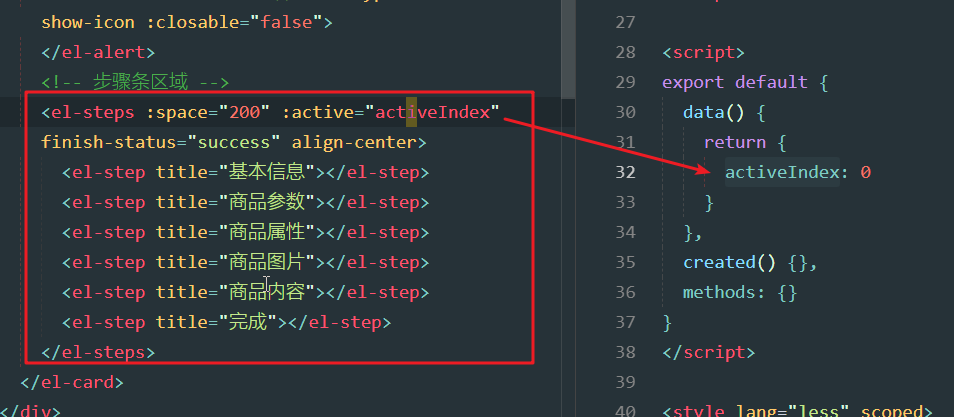 show-icon :closable="false">
</el-alert>
<!-- 步骤条区域 -->
<el-steps :space="200" :active="activeIndex"
finish-status="success" align-center>
<el-step title="基本信息"></el-step>
<el-step title="商品参数"></el-step>
<el-step title="商品属性"></el-step>
<el-step title="商品图片"></el-step>
<el-step title="商品内容"></el-step>
<el-step title="完成"></el-step>
</el-steps>
</el-card>
</div>
27
28 <script>
29 export default {
30 data() {
31 return {
32 activeIndex: 0
33 }
34 },
35 created() {},
36 methods: {}
37 }
38 </script>
39
40 <style lang="less" scoped>